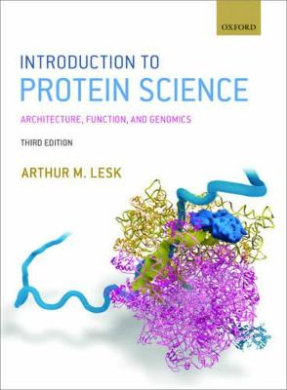 OXFORD
INTRODUCTION TO
PROTEIN SCIENCE
ARCHITECTURE, FUNCTION, AND GENOMICS
THIRD EDITION
ARTHUR M. LESK